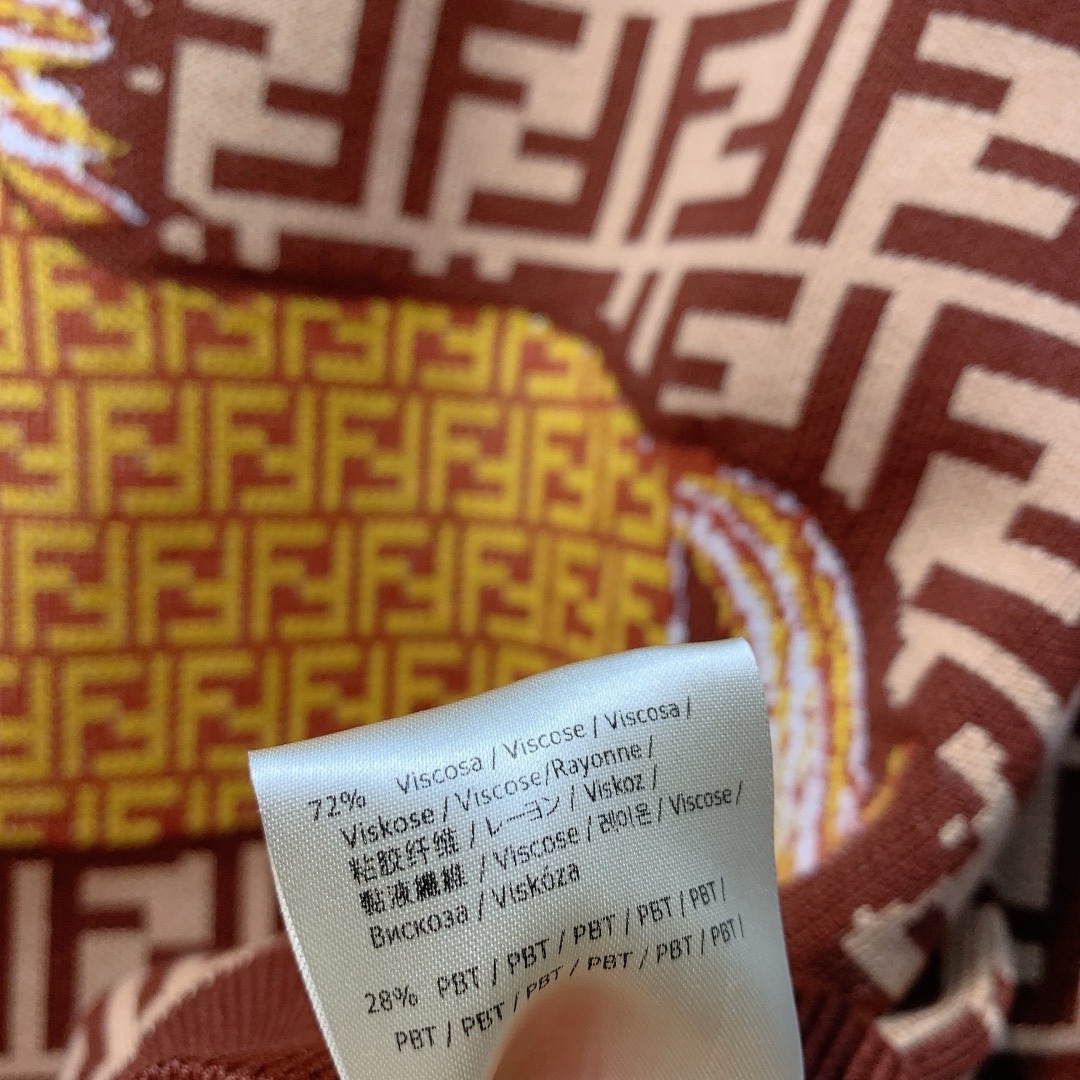 72% Viscosa / Viscose / Viscosa /
Viskose / Viscose/Rayonne /
粘胶纤维 / レーヨン / Viskoz /
黏液纖維 / Viscose / 레이온 / Viscose /
Вискоза / Viskóza
28% PBT / PBT / PBT / PBT /
PBT / PBT / PBT / PBT / PBT / PBT /